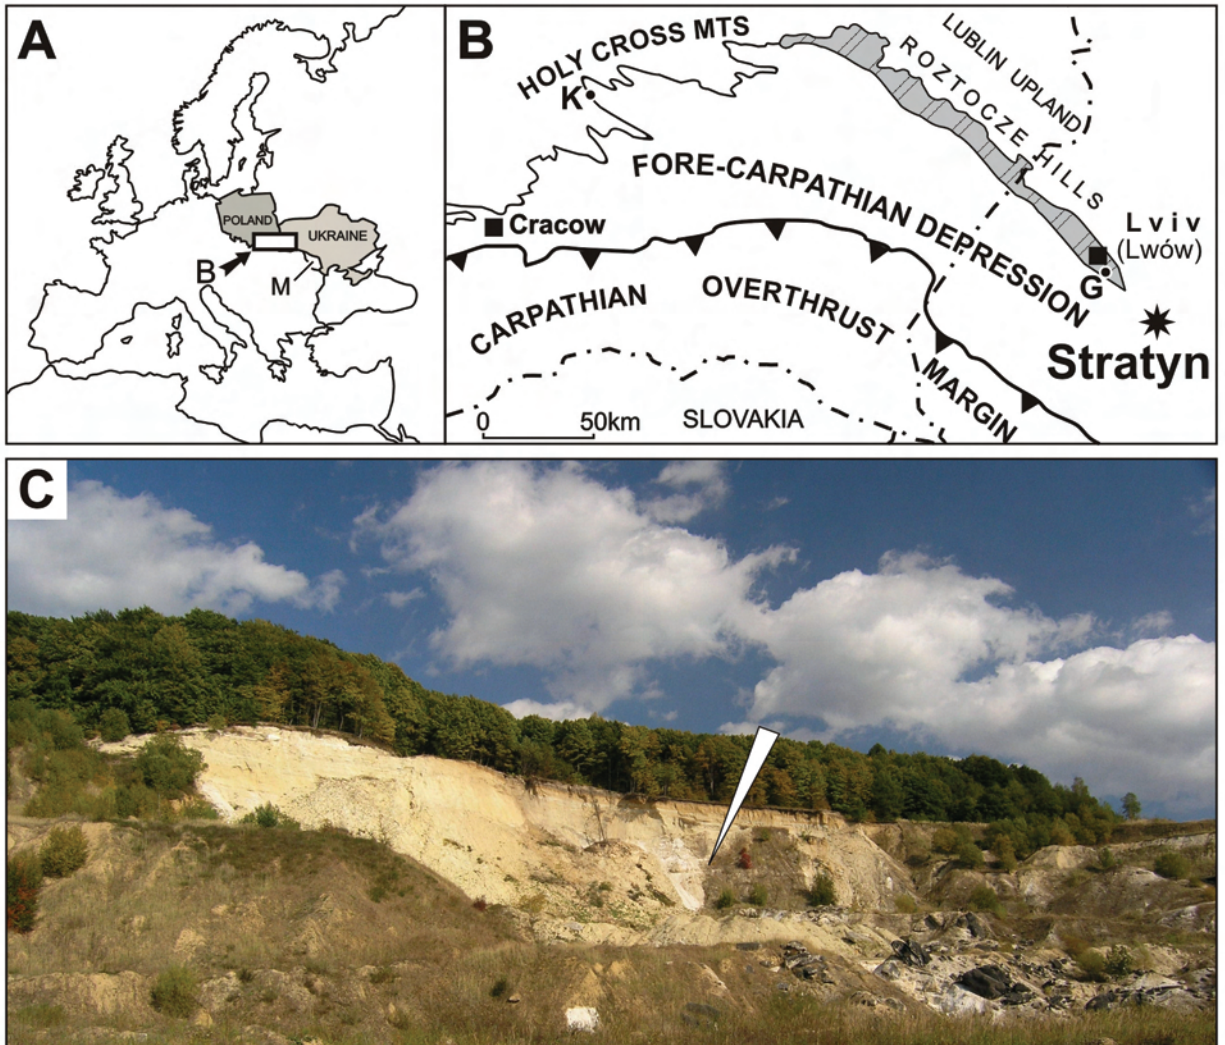 A
POLAND
UKRAINE
B
M
B
HOLY CROSS MTS
K
LUBLIN UPLAND
ROZTOCZE HILLS
FORE-CARPATHIAN DEPRESSION
Cracow
Lviv
(Lwów)
G
CARPATHIAN OVERTHRUST MARGIN
Stratyn
0 50km
SLOVAKIA
C